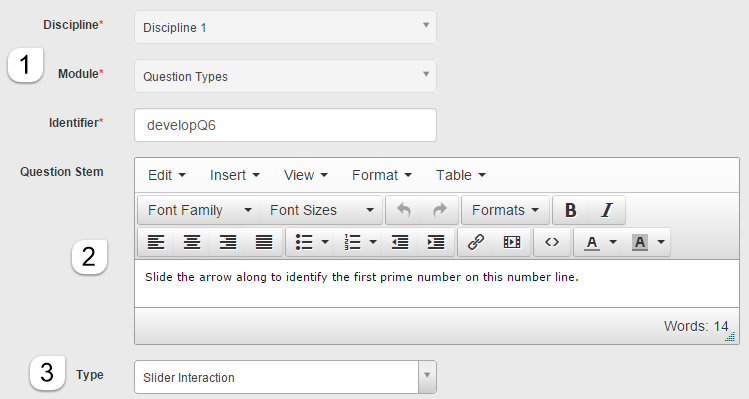 Discipline* Discipline 1
1
Module* Question Types
Identifier* developQ6
Question Stem Edit Insert View Format Table
Font Family Font Sizes Formats B I
A A
2
Slide the arrow along to identify the first prime number on this number line.
Words: 14
3
Type Slider Interaction